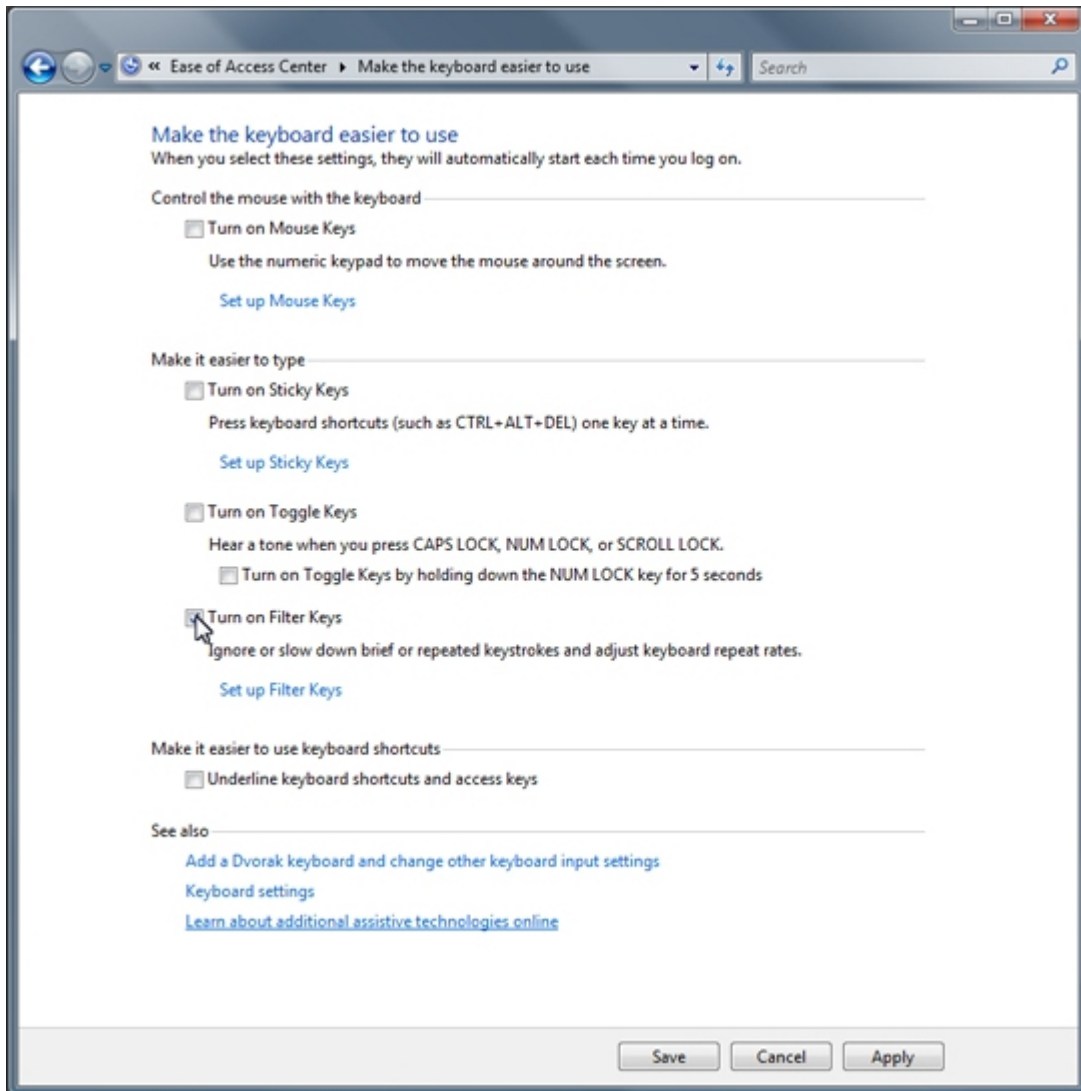 « Ease of Access Center ▸ Make the keyboard easier to use
Search
Make the keyboard easier to use
When you select these settings, they will automatically start each time you log on.
Control the mouse with the keyboard
Turn on Mouse Keys
Use the numeric keypad to move the mouse around the screen.
Set up Mouse Keys
Make it easier to type
Turn on Sticky Keys
Press keyboard shortcuts (such as CTRL+ALT+DEL) one key at a time.
Set up Sticky Keys
Turn on Toggle Keys
Hear a tone when you press CAPS LOCK, NUM LOCK, or SCROLL LOCK.
Turn on Toggle Keys by holding down the NUM LOCK key for 5 seconds
Turn on Filter Keys
Ignore or slow down brief or repeated keystrokes and adjust keyboard repeat rates.
Set up Filter Keys
Make it easier to use keyboard shortcuts
Underline keyboard shortcuts and access keys
See also
Add a Dvorak keyboard and change other keyboard input settings
Keyboard settings
Learn about additional assistive technologies online
Save Cancel Apply